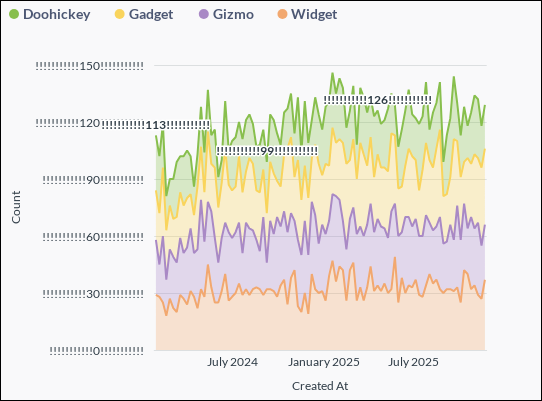 Doohickey Gadget Gizmo Widget
!!!!!!!!!!150!!!!!!!!!!
!!!!!!!!!!120!!!!!!!!!!
!!!!!!!!!!90!!!!!!!!!!
!!!!!!!!!!60!!!!!!!!!!
!!!!!!!!!!30!!!!!!!!!!
!!!!!!!!!!0!!!!!!!!!!
Count
!!!!!!!!!!113!!!!!!!!!!
!!!!!!!!!!99!!!!!!!!!!
!!!!!!!!!!126!!!!!!!!!!
July 2024 January 2025 July 2025
Created At